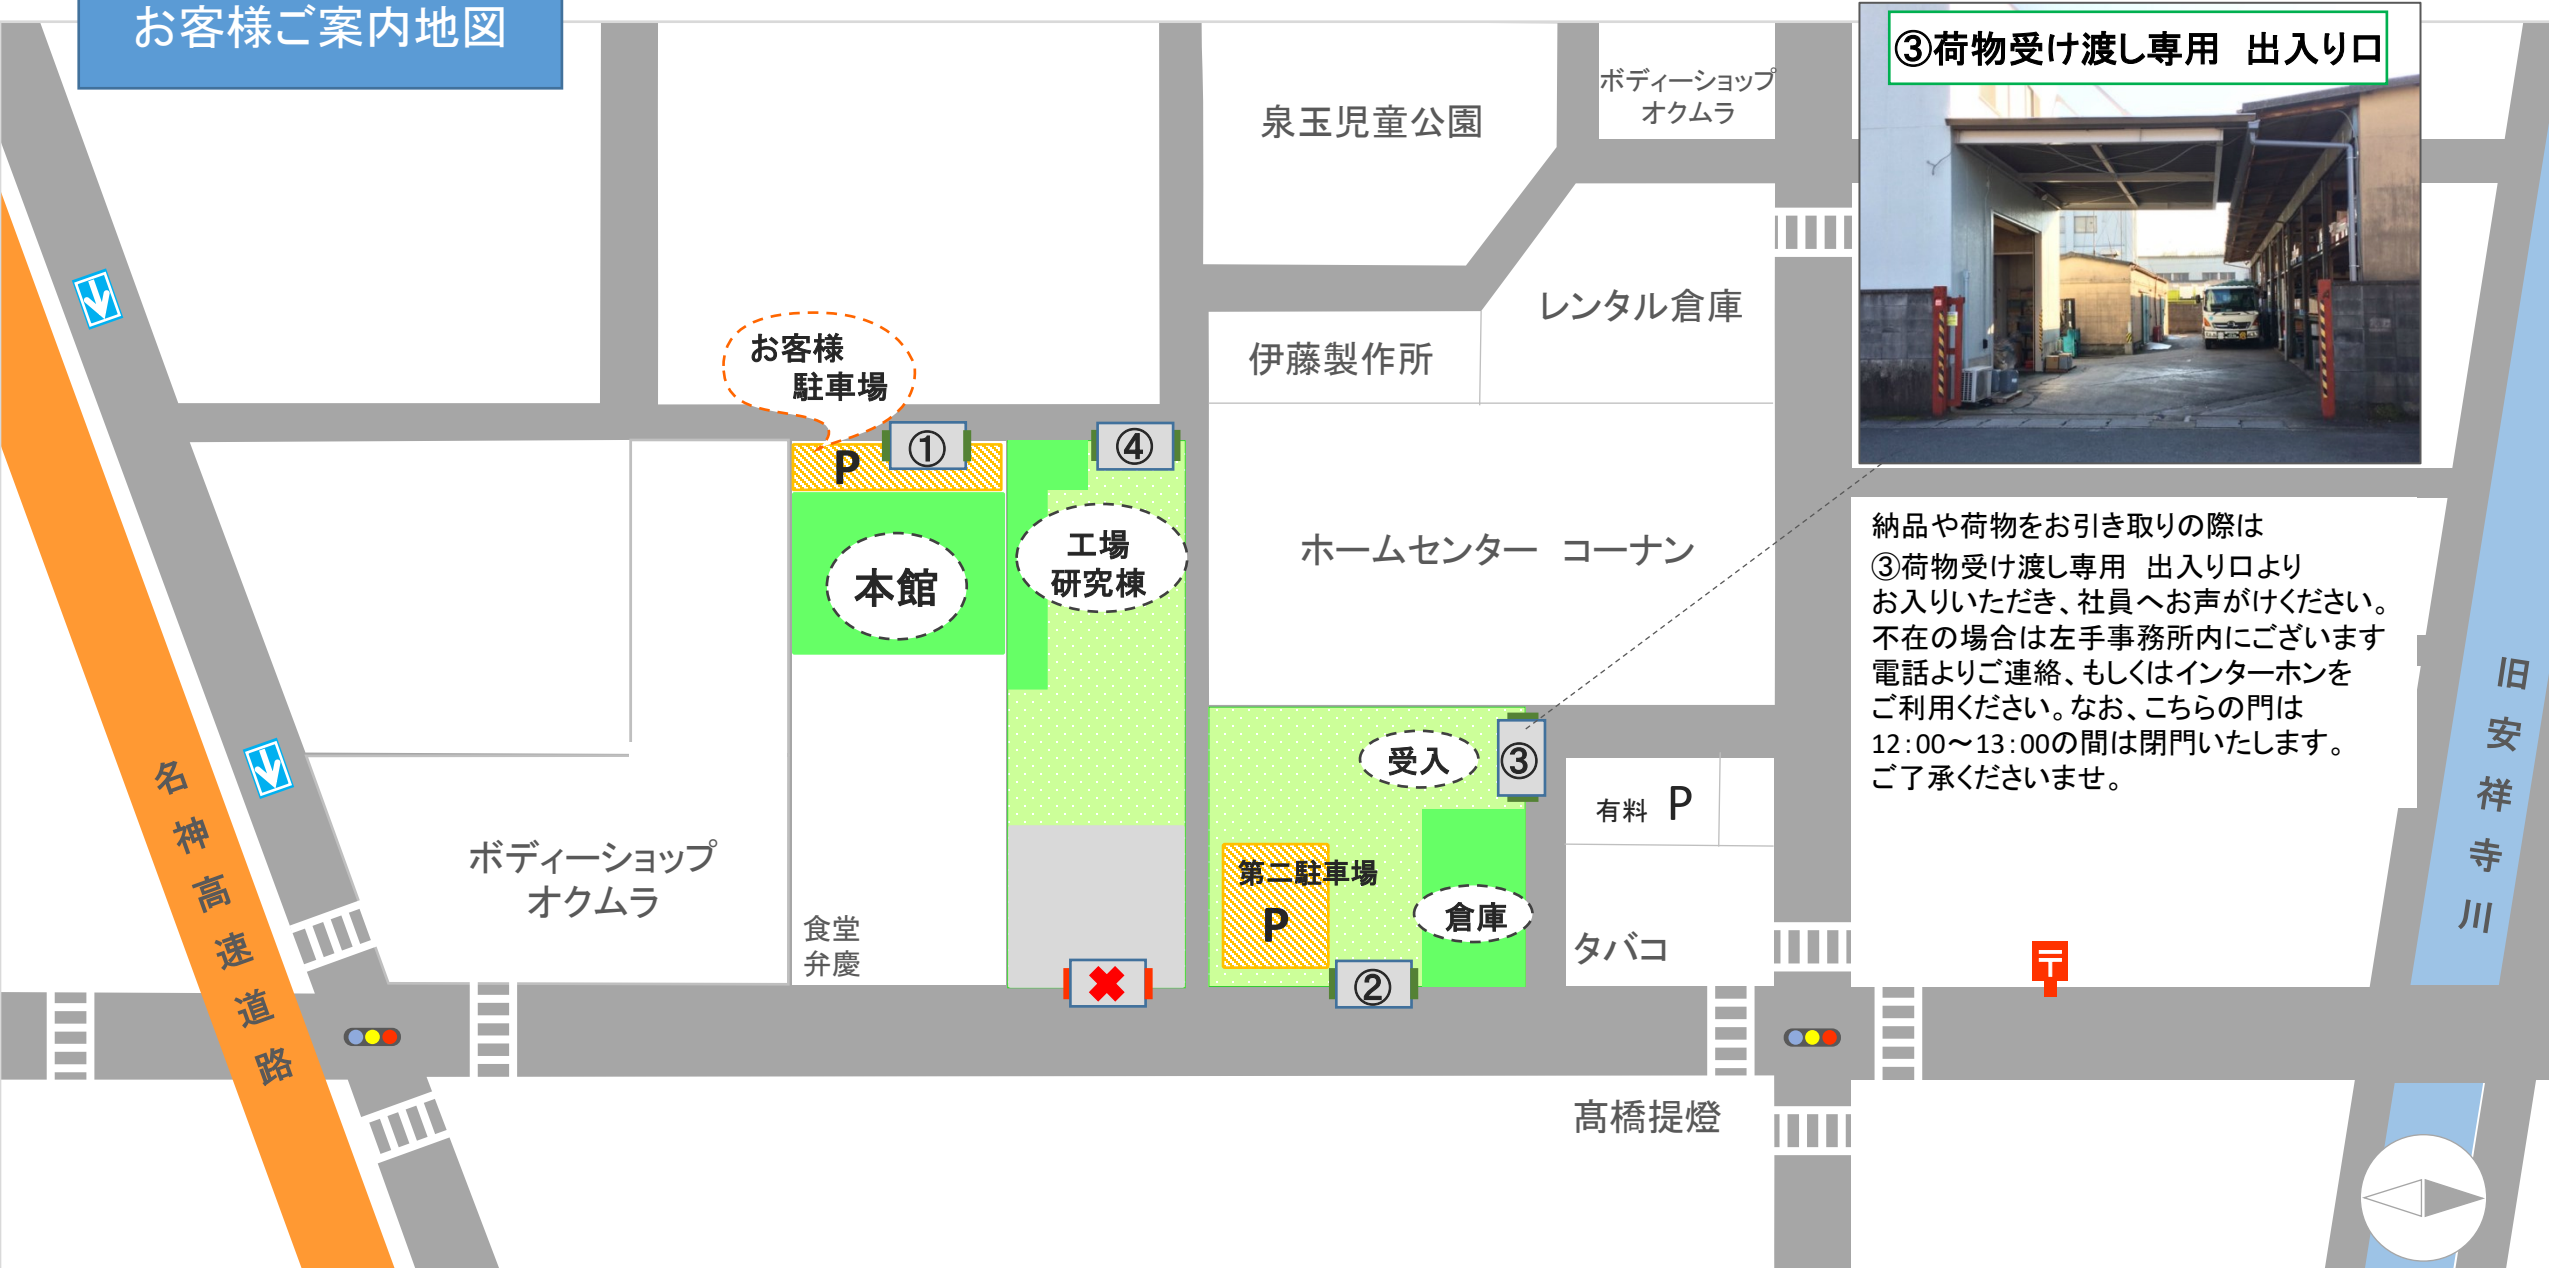 お客様ご案内地図
③荷物受け渡し専用　出入り口
ボディーショップ
オクムラ
泉玉児童公園
レンタル倉庫
伊藤製作所
お客様
駐車場
①
④
P
工場
研究棟
本館
ホームセンター　コーナン
納品や荷物をお引き取りの際は
③荷物受け渡し専用　出入り口より
お入りいただき、社員へお声がけください。
不在の場合は左手事務所内にございます
電話よりご連絡、もしくはインターホンを
ご利用ください。なお、こちらの門は
12:00～13:00の間は閉門いたします。
ご了承くださいませ。
旧安祥寺川
受入
③
有料 P
名神高速道路
ボディーショップ
オクムラ
第二駐車場
P
倉庫
食堂
弁慶
タバコ
②
〒
髙橋提燈